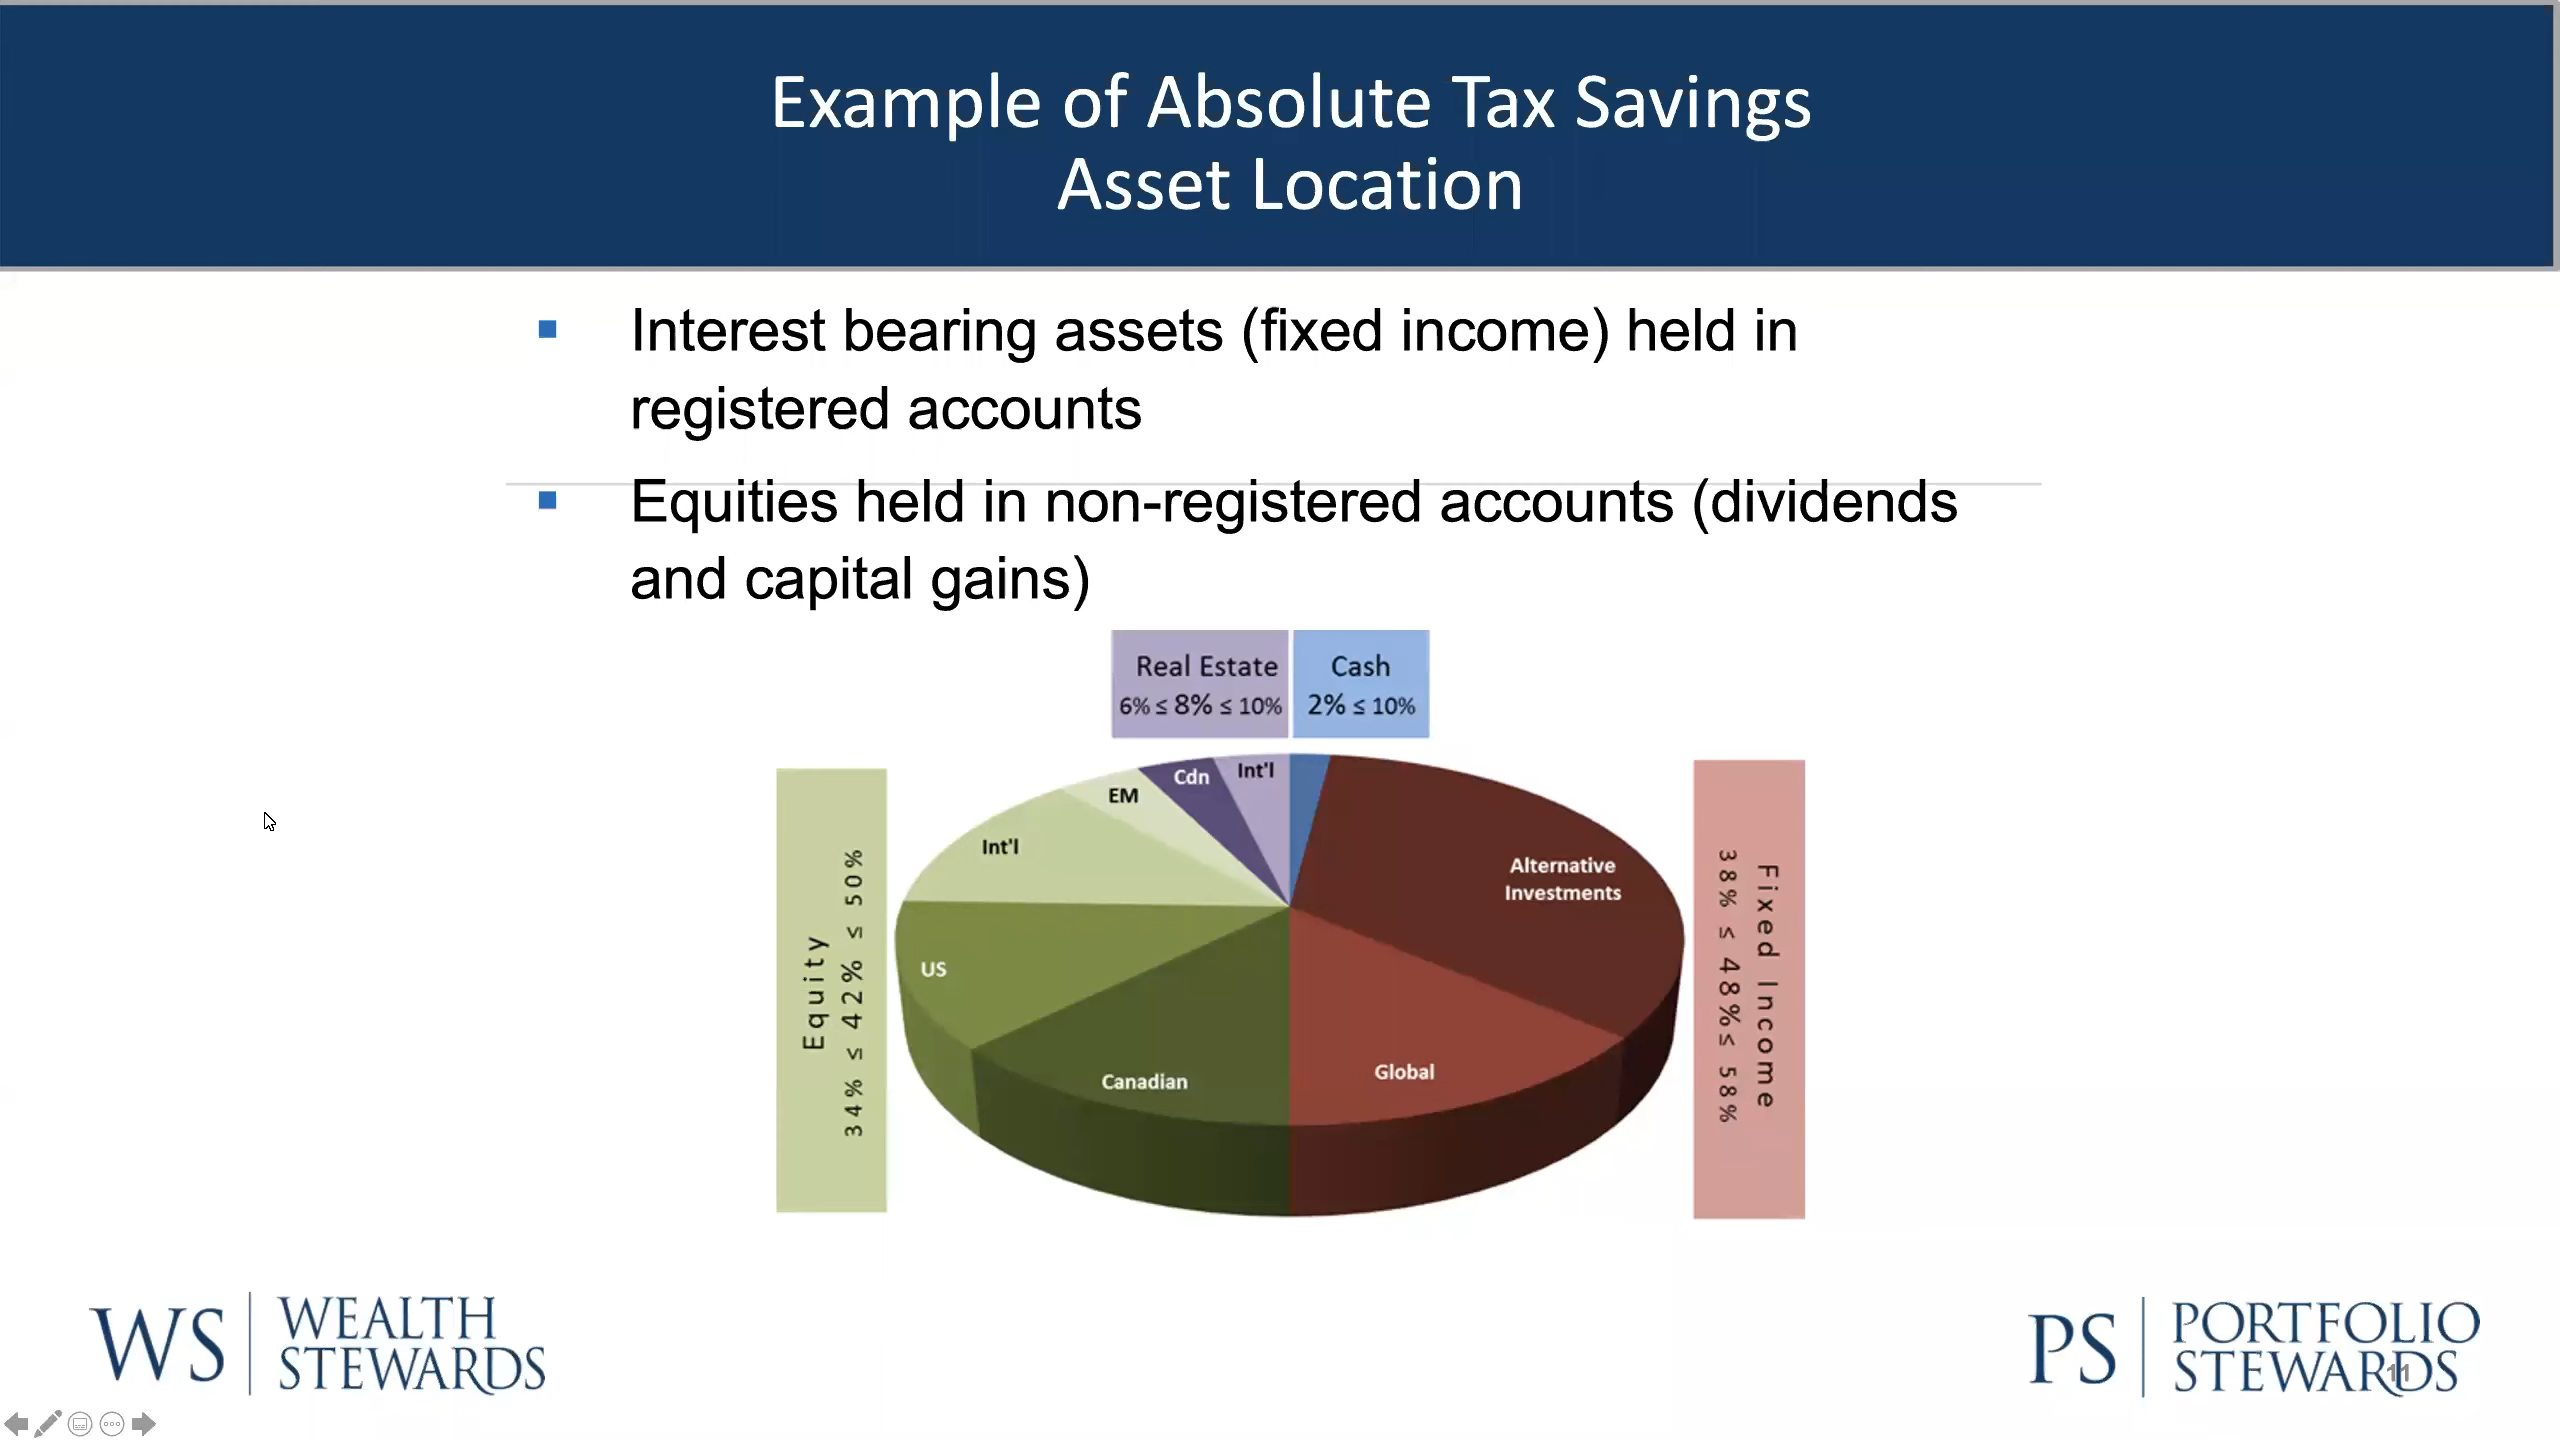 Example of Absolute Tax Savings
Asset Location
Interest bearing assets (fixed income) held in
registered accounts
Equities held in non-registered accounts (dividends
and capital gains)
Real Estate
6% ≤ 8% ≤ 10%
Cash
2% ≤ 10%
Equity
34% ≤ 42% ≤ 50%
Int'l
EM
Cdn
Int'l
US
Canadian
Global
Alternative
Investments
Fixed Income
38% ≤ 48%≤ 58%
WS
WEALTH
STEWARDS
PS
PORTFOLIO
STEWARDS
11